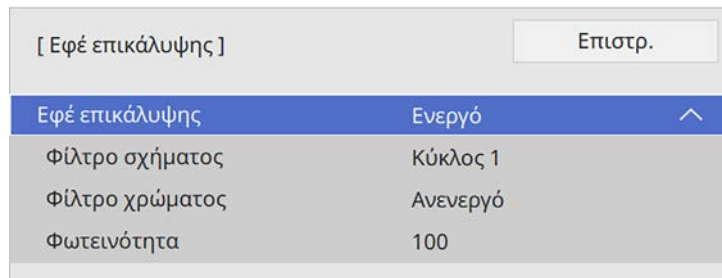 [ Εφέ επικάλυψης ] Επιστρ.
Εφέ επικάλυψης Ενεργό
Φίλτρο σχήματος Κύκλος 1
Φίλτρο χρώματος Ανενεργό
Φωτεινότητα 100